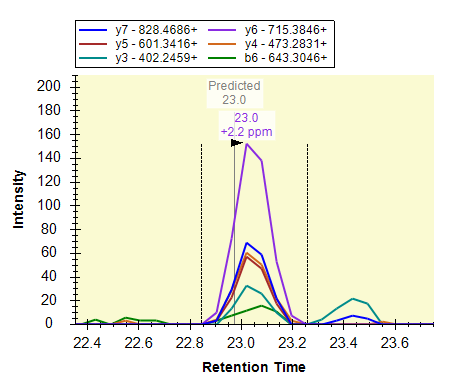 y7 - 828.4686+ y6 - 715.3846+
y5 - 601.3416+ y4 - 473.2831+
y3 - 402.2459+ b6 - 643.3046+
Predicted
23.0
23.0
+2.2 ppm
200
180
160
140
120
100
80
60
40
20
0
Intensity
22.4 22.6 22.8 23.0 23.2 23.4 23.6
Retention Time